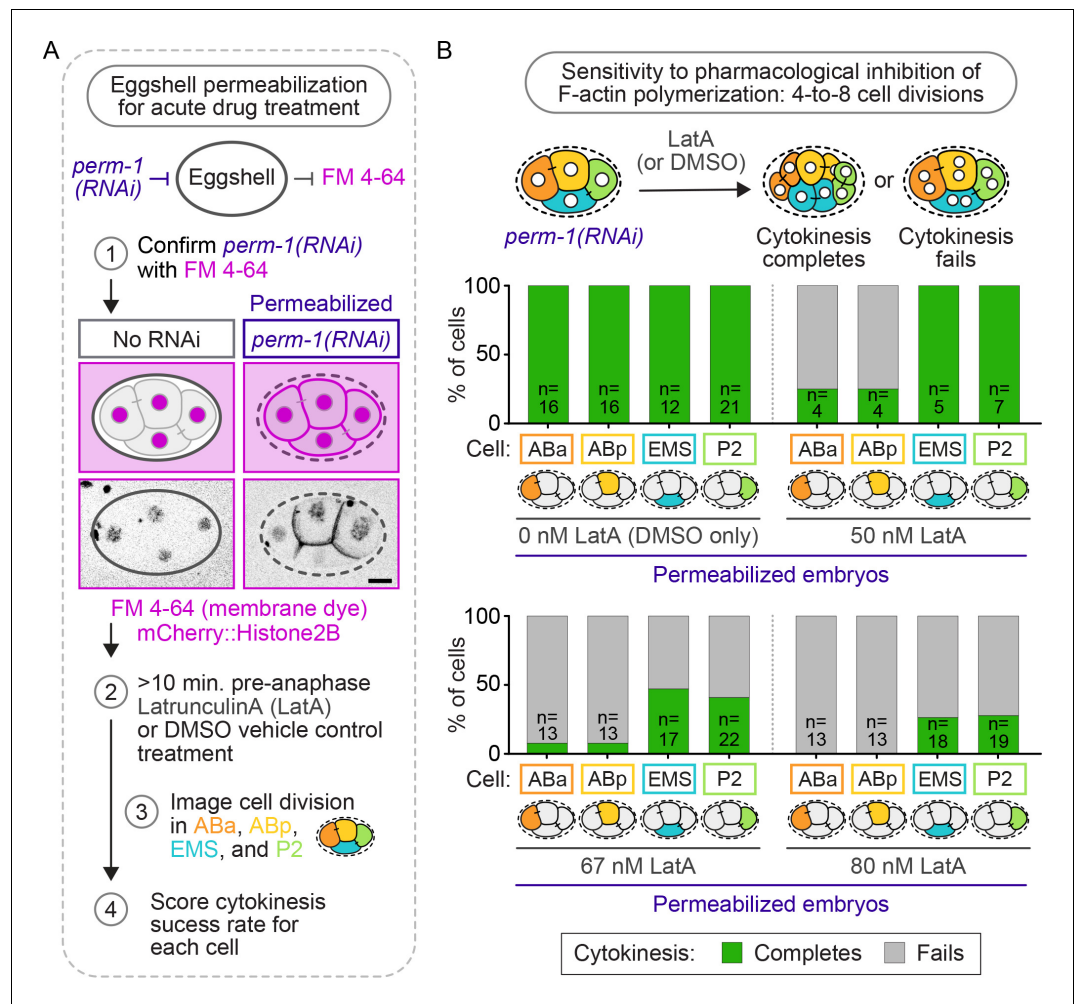 A
Eggshell permeabilization
for acute drug treatment
perm-1
(RNAi)
Eggshell
FM 4-64
1
Confirm perm-1(RNAi)
with FM 4-64
Permeabilized
No RNAi
perm-1(RNAi)
FM 4-64 (membrane dye)
mCherry::Histone2B
2
>10 min. pre-anaphase
LatrunculinA (LatA)
or DMSO vehicle control
treatment
3
Image cell division
in ABa, ABp,
EMS, and P2
4
Score cytokinesis
sucess rate for
each cell
B
Sensitivity to pharmacological inhibition of
F-actin polymerization: 4-to-8 cell divisions
LatA
(or DMSO)
or
perm-1(RNAi)
Cytokinesis
completes
Cytokinesis
fails
% of cells
100
50
0
n=
16
n=
16
n=
12
n=
21
n=
4
n=
4
n=
5
n=
7
Cell: ABa ABp EMS P2 ABa ABp EMS P2
0 nM LatA (DMSO only)
50 nM LatA
Permeabilized embryos
% of cells
100
50
0
n=
13
n=
13
n=
17
n=
22
n=
13
n=
13
n=
18
n=
19
Cell: ABa ABp EMS P2 ABa ABp EMS P2
67 nM LatA
80 nM LatA
Permeabilized embryos
Cytokinesis: Completes Fails